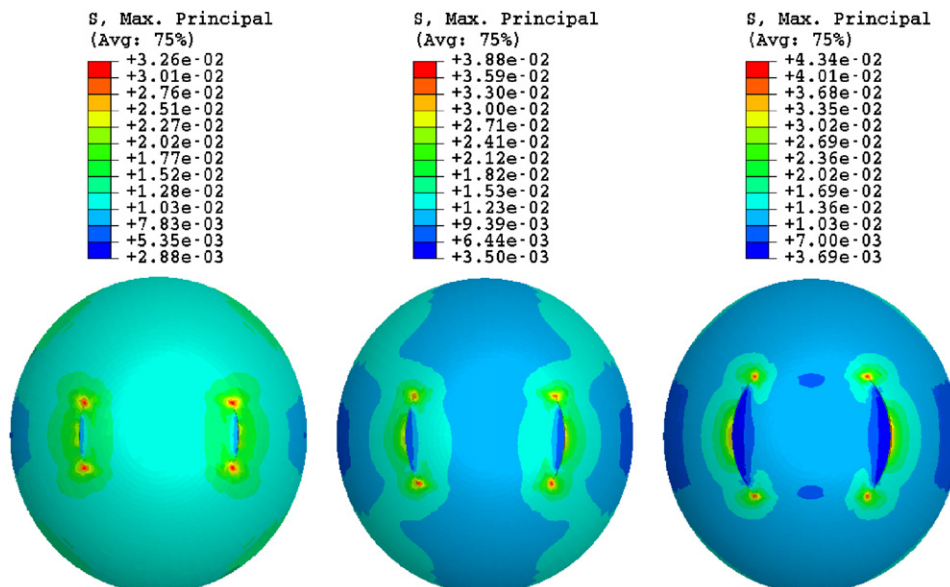 S, Max. Principal
(Avg: 75%)
+3.26e-02
+3.01e-02
+2.76e-02
+2.51e-02
+2.27e-02
+2.02e-02
+1.77e-02
+1.52e-02
+1.28e-02
+1.03e-02
+7.83e-03
+5.35e-03
+2.88e-03
S, Max. Principal
(Avg: 75%)
+3.88e-02
+3.59e-02
+3.30e-02
+3.00e-02
+2.71e-02
+2.41e-02
+2.12e-02
+1.82e-02
+1.53e-02
+1.23e-02
+9.39e-03
+6.44e-03
+3.50e-03
S, Max. Principal
(Avg: 75%)
+4.34e-02
+4.01e-02
+3.68e-02
+3.35e-02
+3.02e-02
+2.69e-02
+2.36e-02
+2.02e-02
+1.69e-02
+1.36e-02
+1.03e-02
+7.00e-03
+3.69e-03